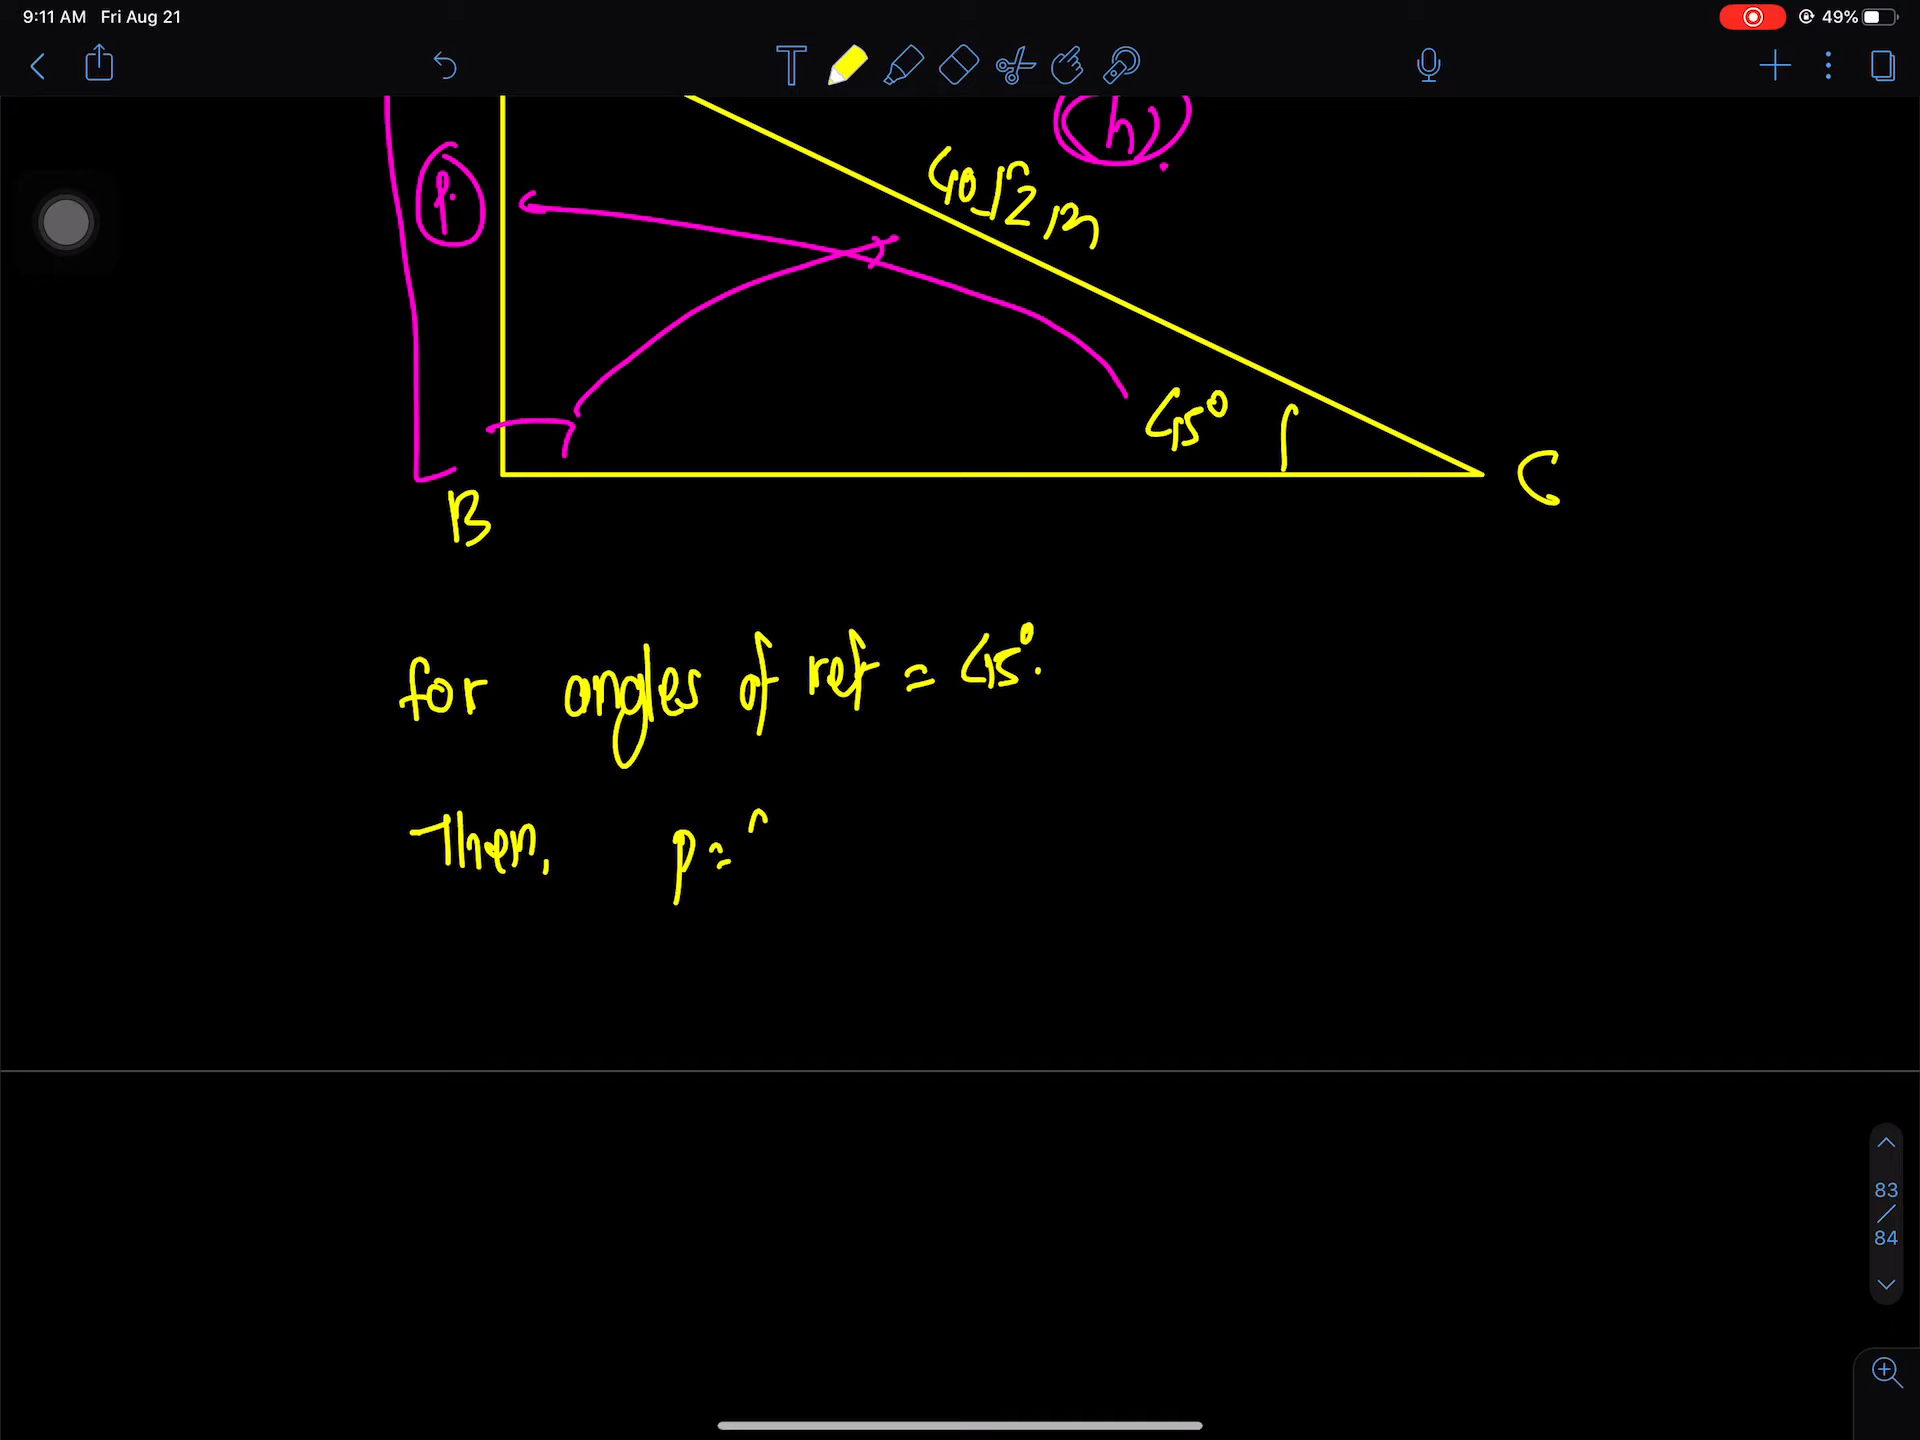 9:11 AM Fri Aug 21
49%
T
(h)
p.
40√2 m
45°
B
C
for angles of ref = 45°.
Then, p =
83
84